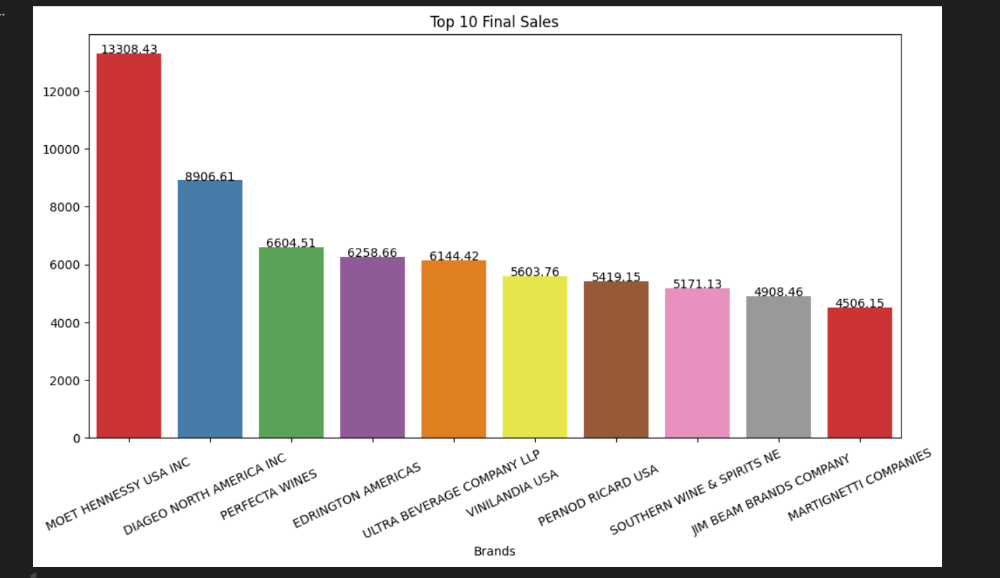 ..
Top 10 Final Sales
13308.43
8906.61
6604.51
6258.66
6144.42
5603.76
5419.15
5171.13
4908.46
4506.15
12000
10000
8000
6000
4000
2000
0
MOET HENNESSY USA INC
DIAGEO NORTH AMERICA INC
PERFECTA WINES
EDRINGTON AMERICAS
ULTRA BEVERAGE COMPANY LLP
VINILANDIA USA
PERNOD RICARD USA
SOUTHERN WINE & SPIRITS NE
JIM BEAM BRANDS COMPANY
MARTIGNETTI COMPANIES
Brands